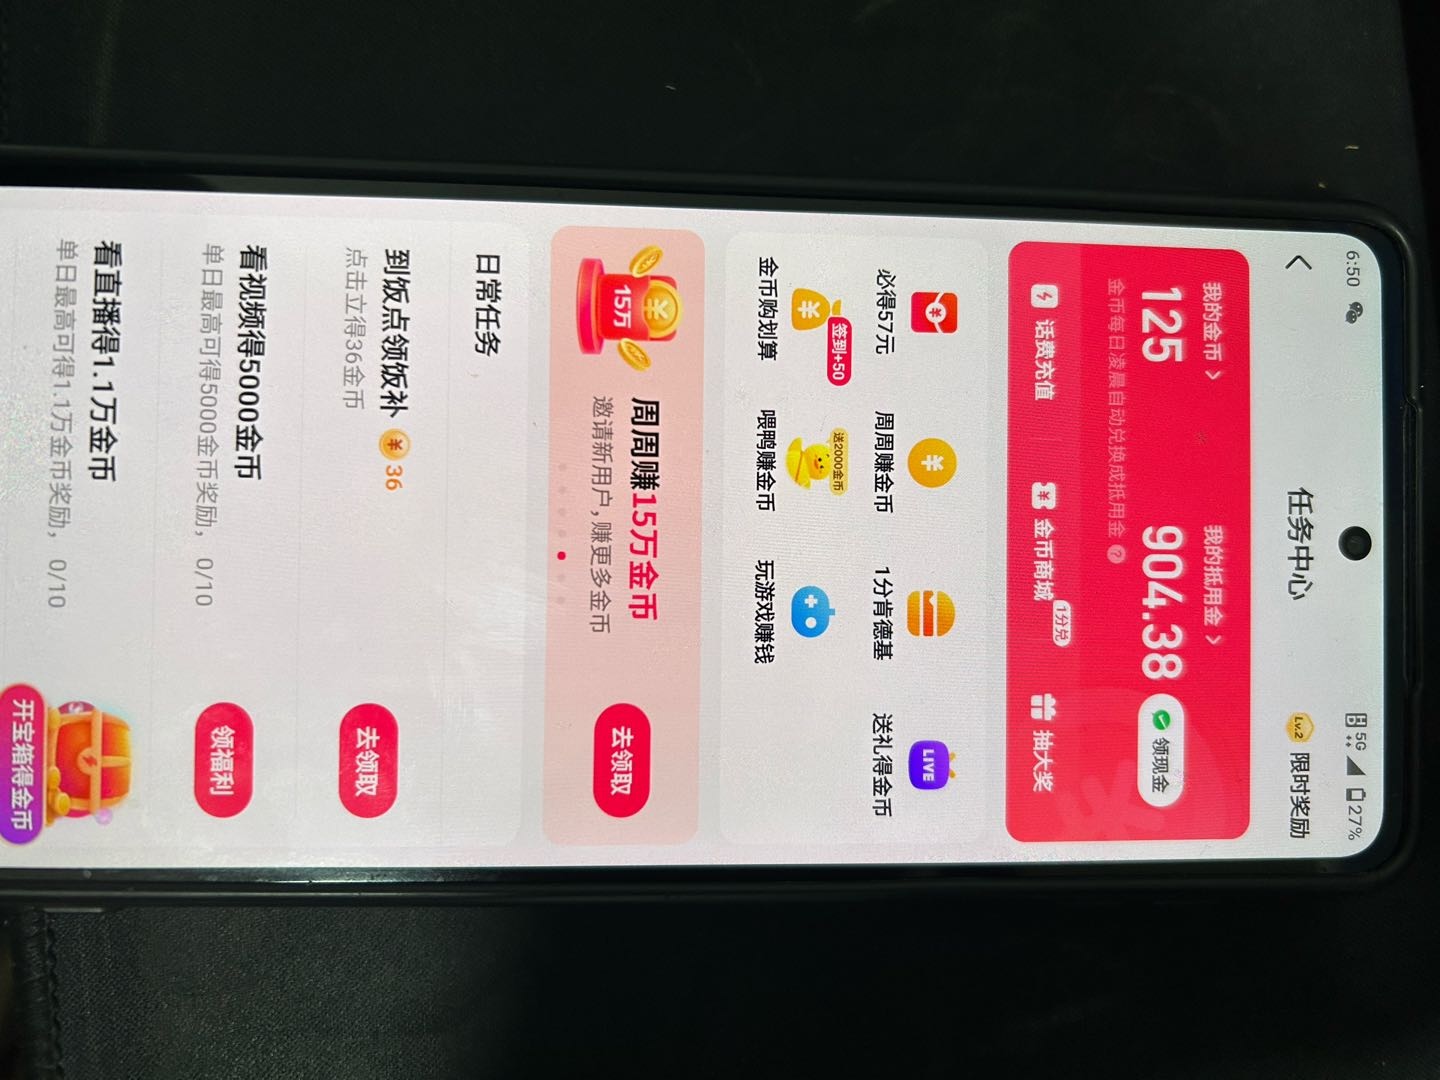 6:50
5G
27%
任务中心
Lv.2
限时奖励
我的金币 >
我的抵用金 >
125
904.38
领现金
金币每日凌晨自动兑换成抵用金 ?
话费充值
金币商城
1分兑
抽大奖
必得57元
周周赚金币
1分肯德基
LIVE
送礼得金币
签到+50
送2000金币
金币购划算
喂鸭赚金币
玩游戏赚钱
15万
周周赚15万金币
邀请新用户,赚更多金币
去领取
日常任务
到饭点领饭补 36
点击立得36金币
去领取
看视频得5000金币
单日最高可得5000金币奖励，0/10
领福利
看直播得1.1万金币
单日最高可得1.1万金币奖励，0/10
开宝箱得金币